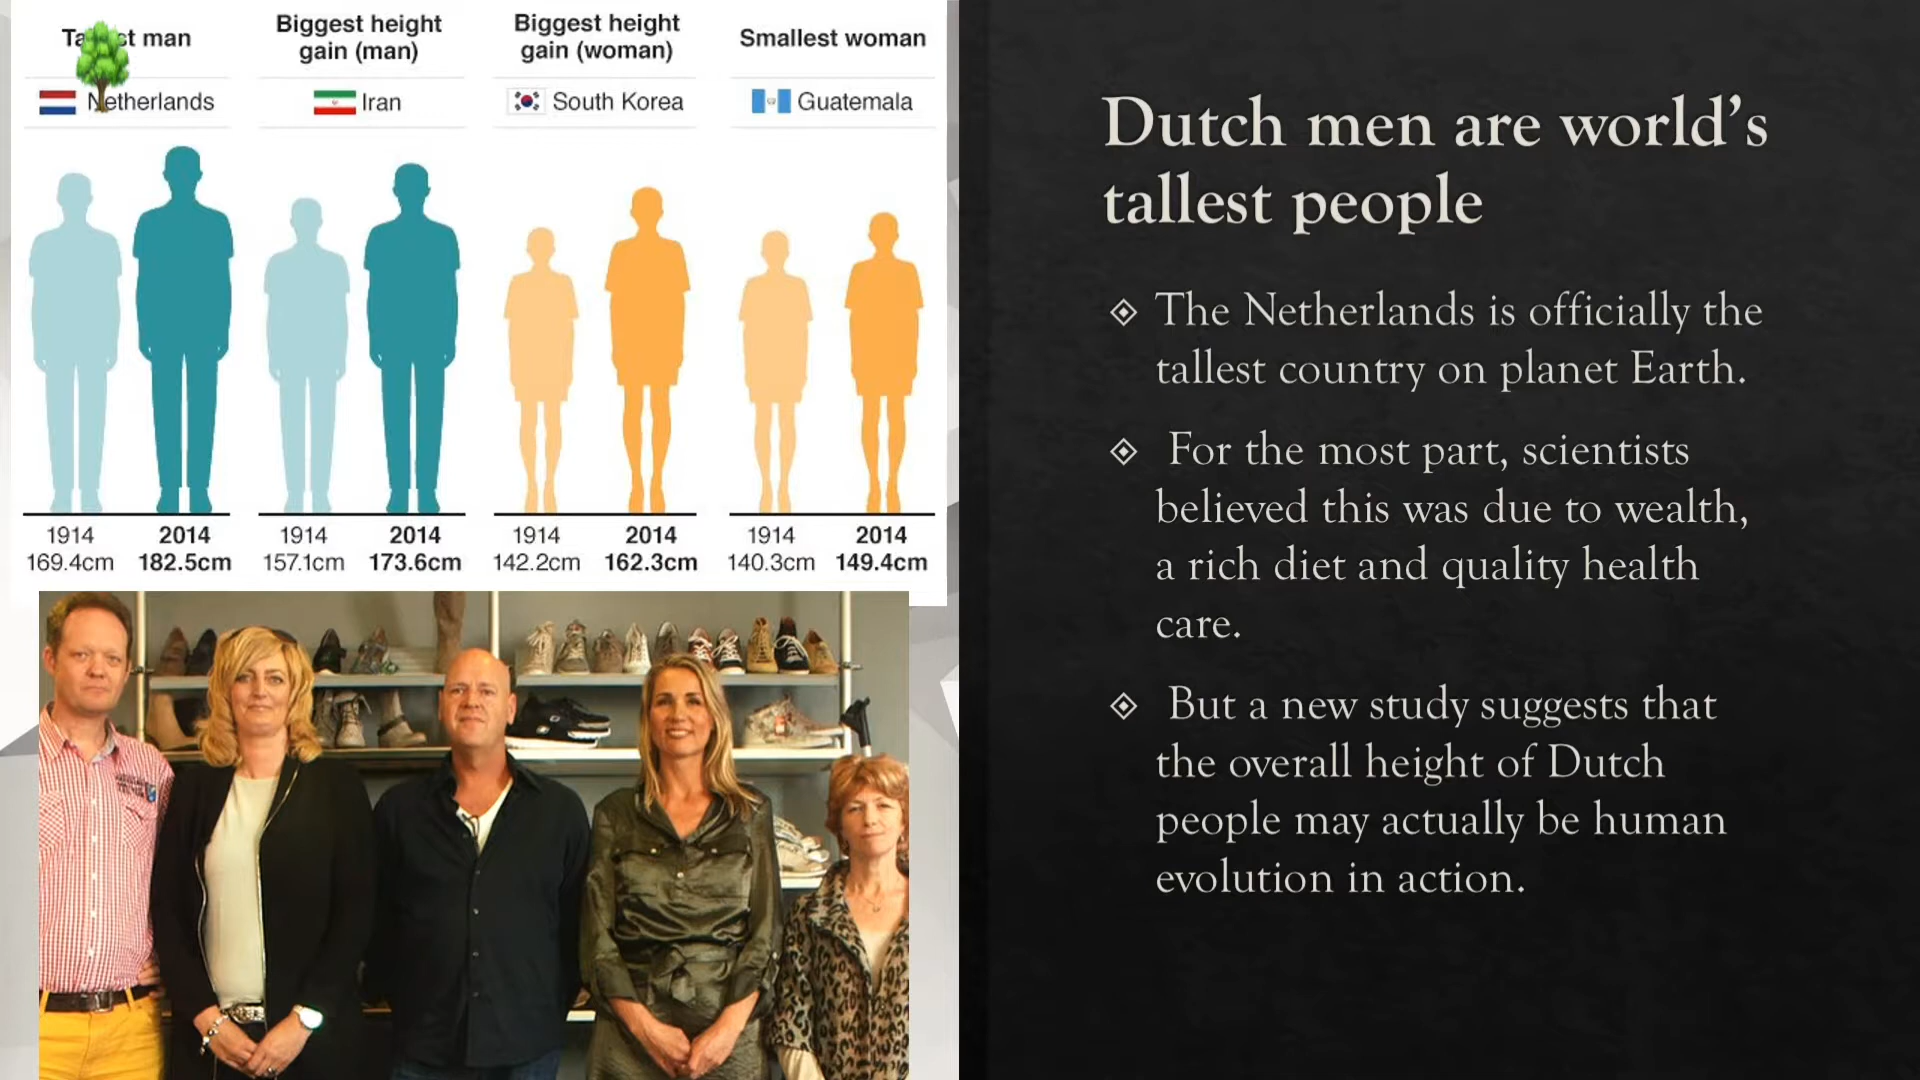 Tallest man
Netherlands
1914 2014
169.4cm 182.5cm
Biggest height
gain (man)
Iran
1914 2014
157.1cm 173.6cm
Biggest height
gain (woman)
South Korea
1914 2014
142.2cm 162.3cm
Smallest woman
Guatemala
1914 2014
140.3cm 149.4cm
Dutch men are world’s
tallest people
The Netherlands is officially the
tallest country on planet Earth.
For the most part, scientists
believed this was due to wealth,
a rich diet and quality health
care.
But a new study suggests that
the overall height of Dutch
people may actually be human
evolution in action.